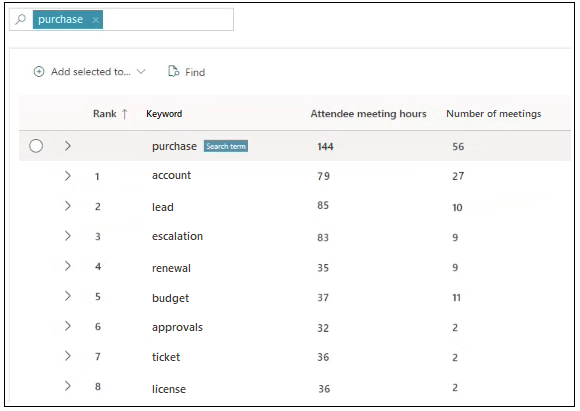 purchase ×
Add selected to... Find
Rank ↑ Keyword Attendee meeting hours Number of meetings
purchase Search term 144 56
1 account 79 27
2 lead 85 10
3 escalation 83 9
4 renewal 35 9
5 budget 37 11
6 approvals 32 2
7 ticket 36 2
8 license 36 2